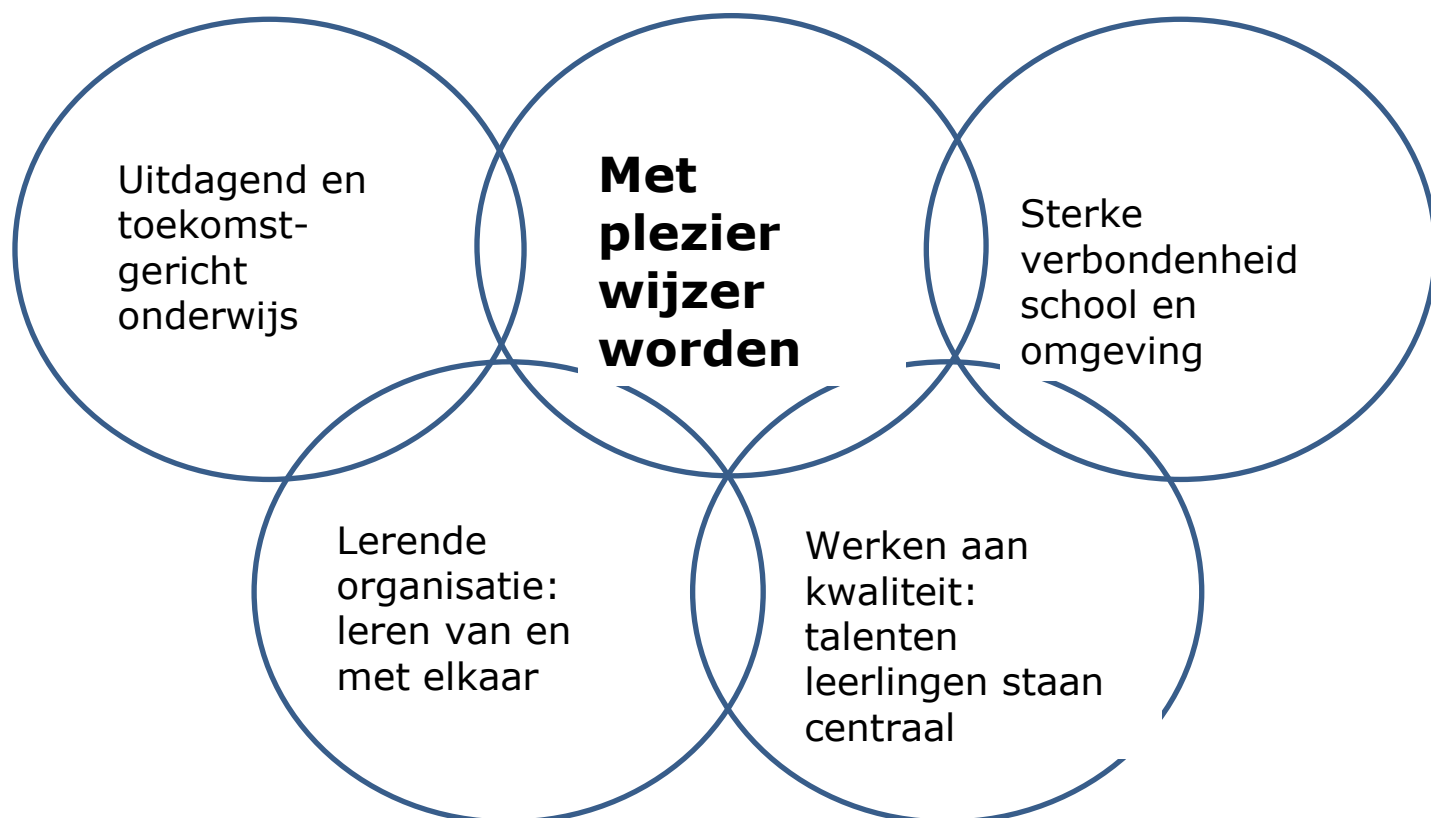 Uitdagend en
toekomst-
gericht
onderwijs
Met
plezier
wijzer
worden
Sterke
verbondenheid
school en
omgeving
Lerende
organisatie:
leren van en
met elkaar
Werken aan
kwaliteit:
talenten
leerlingen staan
centraal